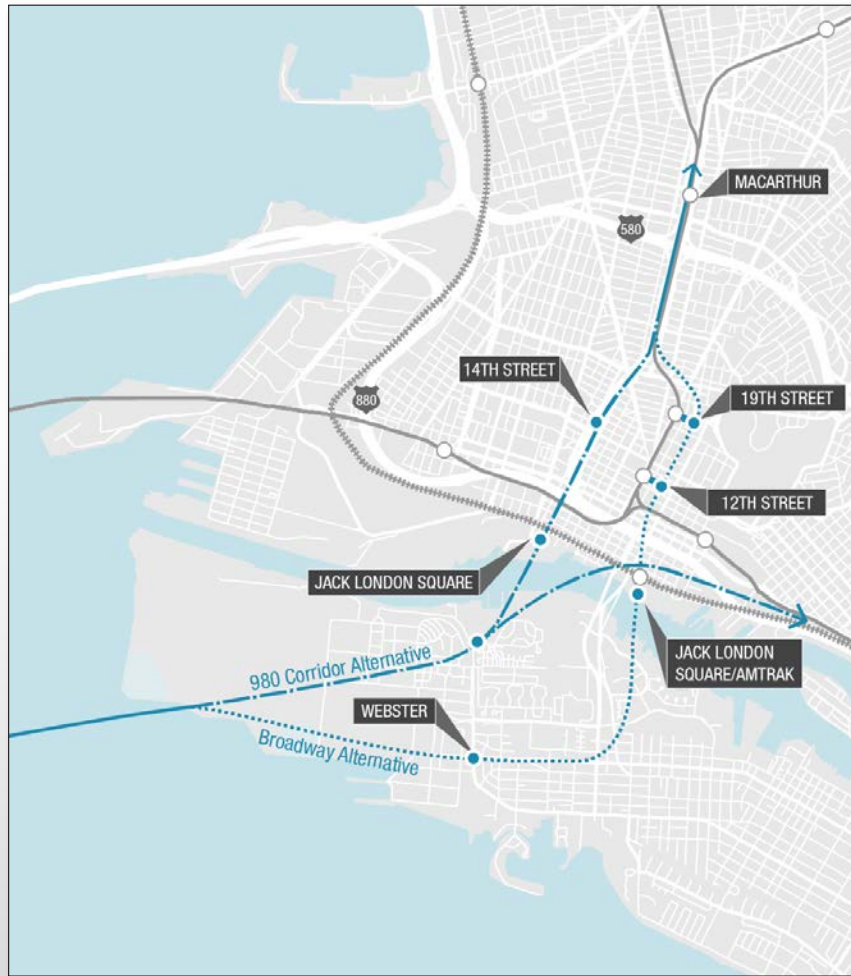 MACARTHUR
580
14TH STREET
880
19TH STREET
12TH STREET
JACK LONDON SQUARE
JACK LONDON
SQUARE/AMTRAK
980 Corridor Alternative
WEBSTER
Broadway Alternative